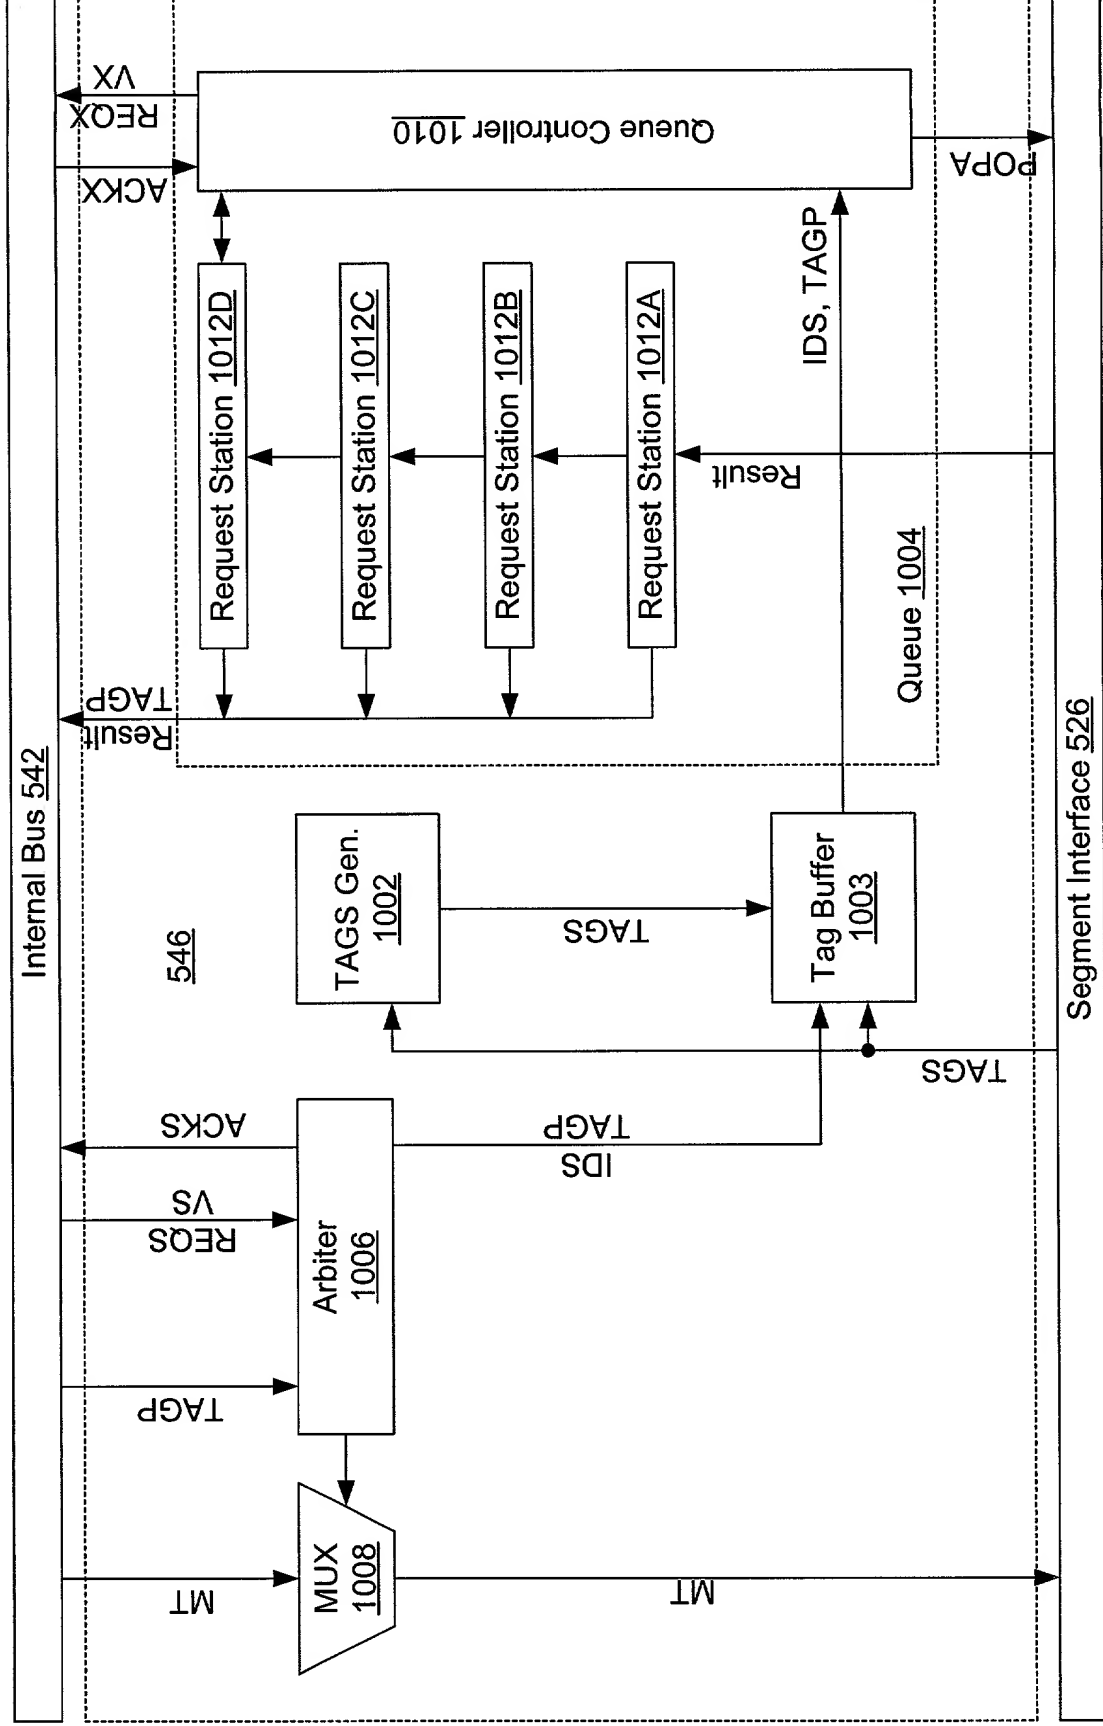 Internal Bus 542
MT
TAGP
REQS
VS
ACKS
546
Result
TAGP
ACKX
REQX
VX
MUX
1008
Arbiter
1006
TAGS Gen.
1002
Request Station 1012D
Request Station 1012C
Request Station 1012B
Request Station 1012A
Queue Controller 1010
IDS
TAGP
TAGS
Tag Buffer
1003
Result
IDS, TAGP
Queue 1004
MT
TAGS
POPA
Segment Interface 526